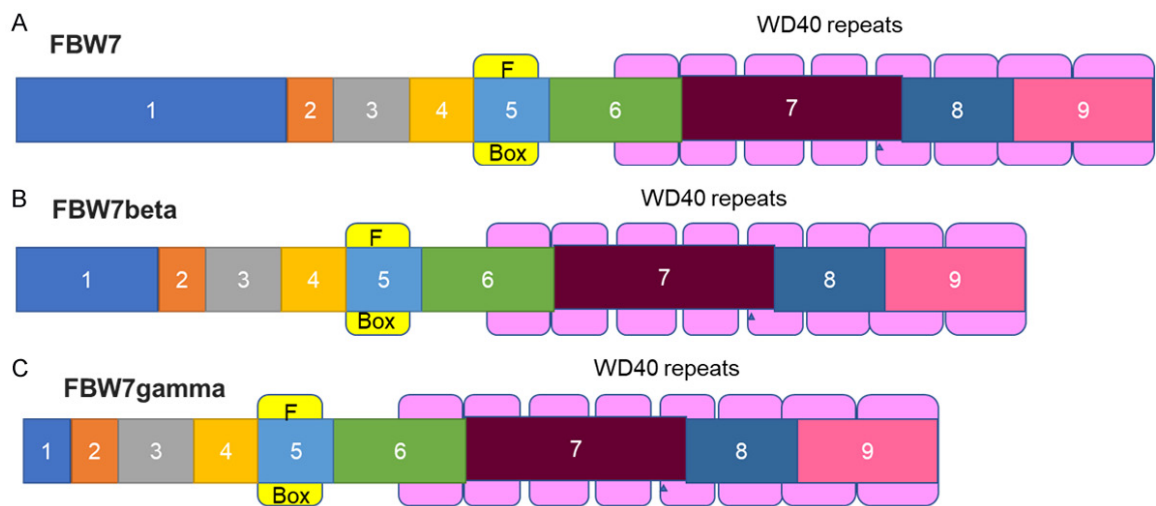 A
FBW7
WD40 repeats
F
1 2 3 4 5 6 7 8 9
Box
B
FBW7beta
WD40 repeats
F
1 2 3 4 5 6 7 8 9
Box
C
FBW7gamma
WD40 repeats
F
1 2 3 4 5 6 7 8 9
Box